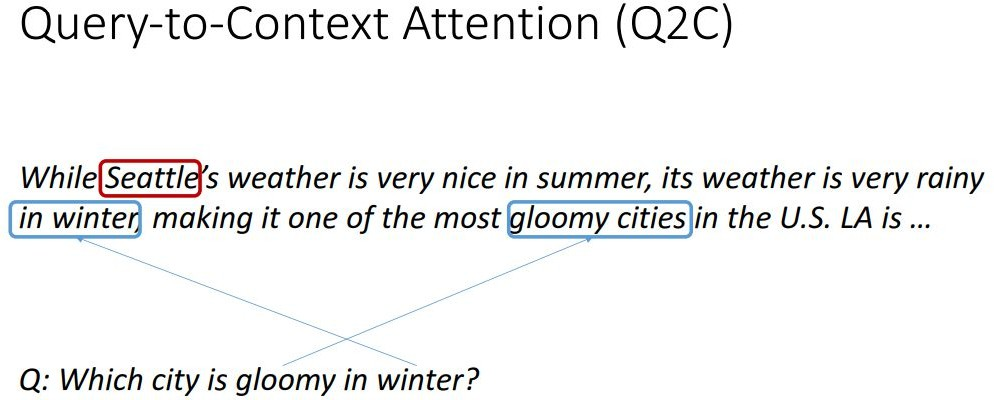 Query-to-Context Attention (Q2C)
While Seattle's weather is very nice in summer, its weather is very rainy
in winter, making it one of the most gloomy cities in the U.S. LA is ...
Q: Which city is gloomy in winter?